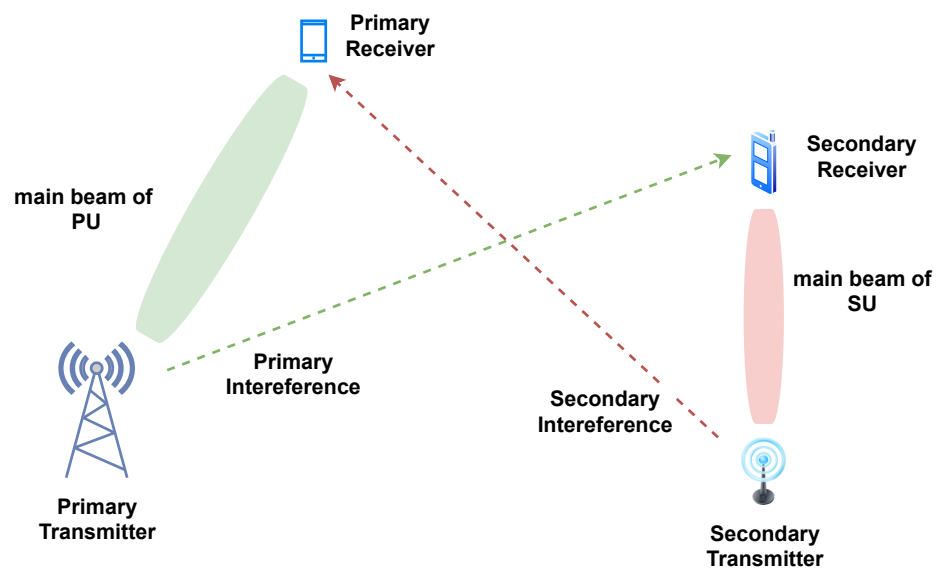 Primary
Receiver
Secondary
Receiver
main beam of
PU
main beam of
SU
Primary
Intereference
Secondary
Intereference
Primary
Transmitter
Secondary
Transmitter